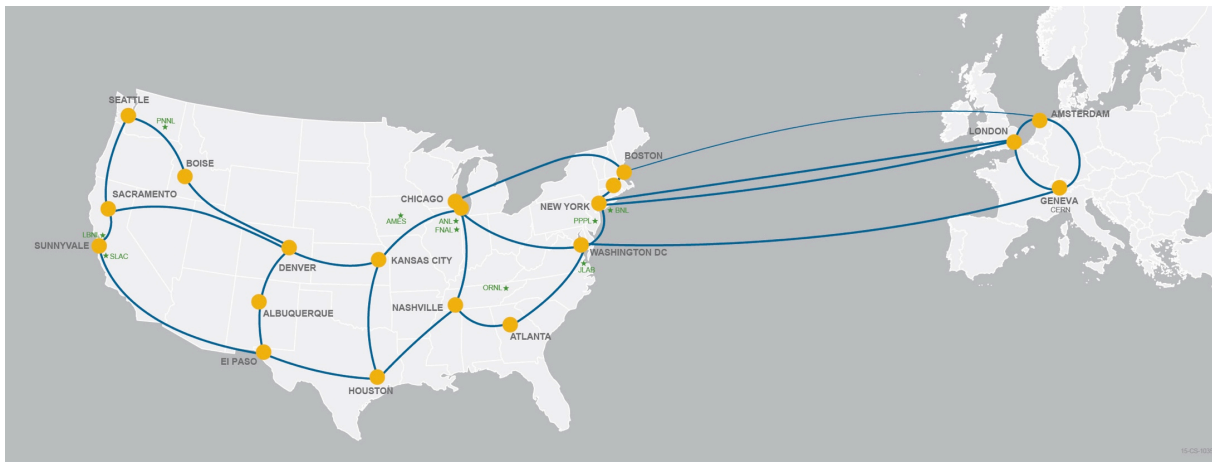 SEATTLE
PNNL
BOISE
SACRAMENTO
LBNL
SUNNYVALE
SLAC
DENVER
ALBUQUERQUE
El PASO
HOUSTON
KANSAS CITY
AMES
CHICAGO
ANL
FNAL
NASHVILLE
ORNL
ATLANTA
BOSTON
NEW YORK
BNL
PPPL
WASHINGTON DC
JLAB
AMSTERDAM
LONDON
GENEVA
CERN